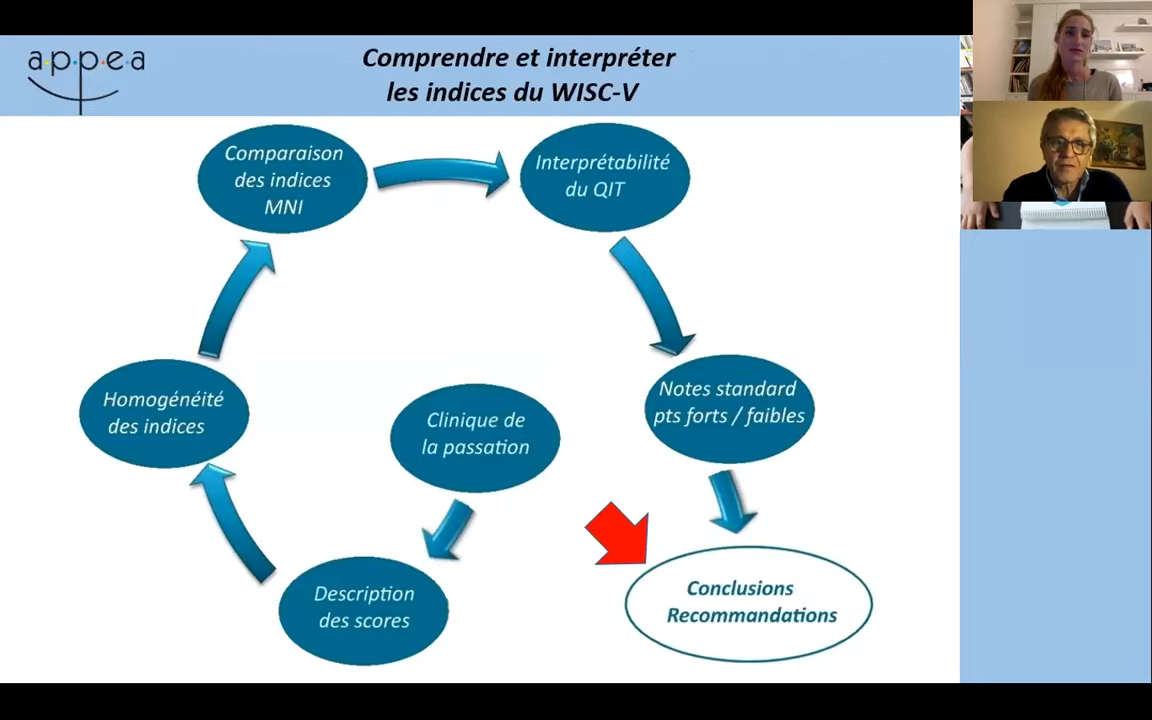 appea
Comprendre et interpréter
les indices du WISC-V
Comparaison
des indices
MNI
Interprétabilité
du QIT
Notes standard
pts forts / faibles
Homogénéité
des indices
Clinique de
la passation
Description
des scores
Conclusions
Recommandations